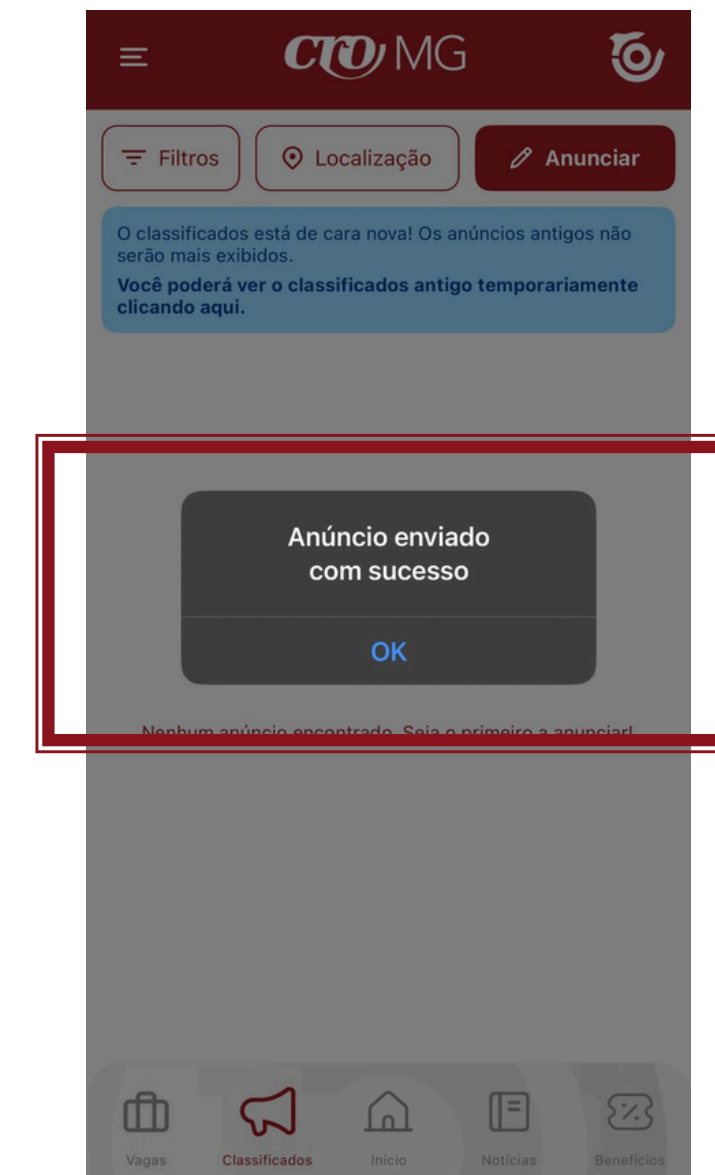 cro MG
Filtros
Localização
Anunciar
O classificados está de cara nova! Os anúncios antigos não
serão mais exibidos.
Você poderá ver o classificados antigo temporariamente
clicando aqui.
Anúncio enviado
com sucesso
OK
Nenhum anúncio encontrado. Seja o primeiro a anunciar!
Vagas
Classificados
Início
Notícias
Benefícios